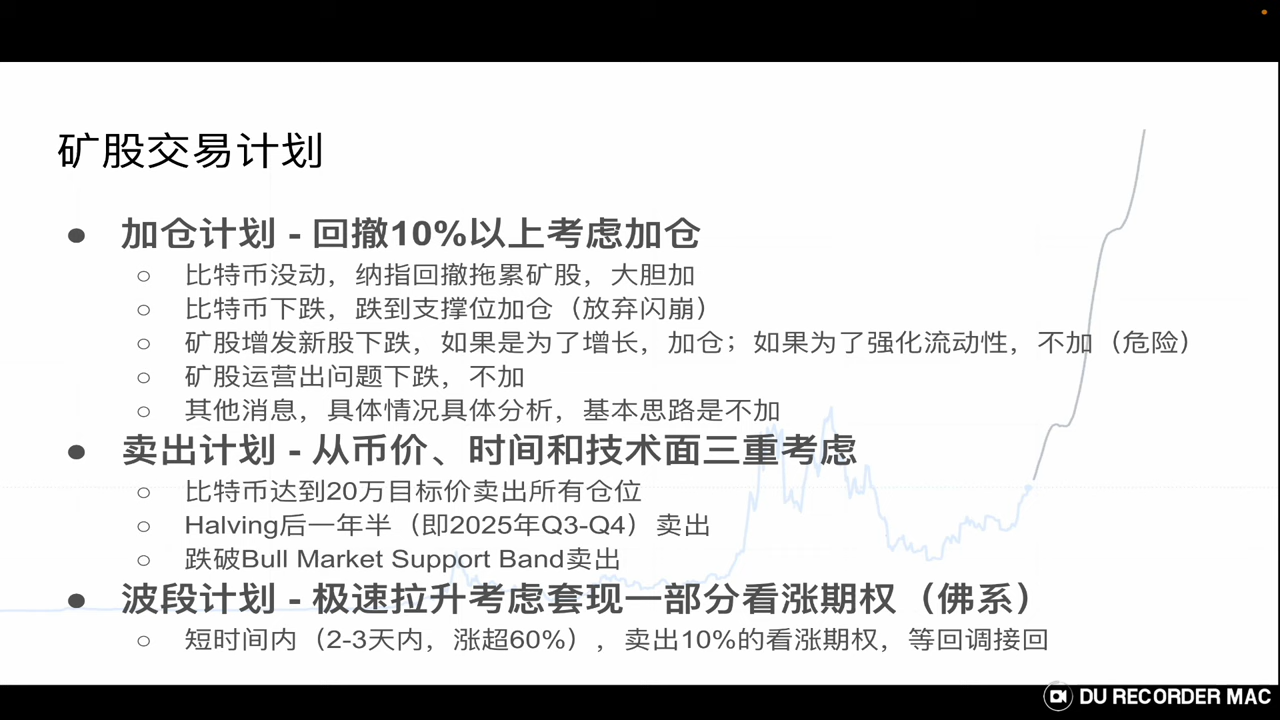 矿股交易计划
● 加仓计划 - 回撤10%以上考虑加仓
○ 比特币没动，纳指回撤拖累矿股，大胆加
○ 比特币下跌，跌到支撑位加仓（放弃闪崩）
○ 矿股增发新股下跌，如果是为了增长，加仓；如果为了强化流动性，不加（危险）
○ 矿股运营出问题下跌，不加
○ 其他消息，具体情况具体分析，基本思路是不加
● 卖出计划 - 从币价、时间和技术面三重考虑
○ 比特币达到20万目标价卖出所有仓位
○ Halving后一年半（即2025年Q3-Q4）卖出
○ 跌破Bull Market Support Band卖出
● 波段计划 - 极速拉升考虑套现一部分看涨期权（佛系）
○ 短时间内（2-3天内，涨超60%），卖出10%的看涨期权，等回调接回
DU RECORDER MAC